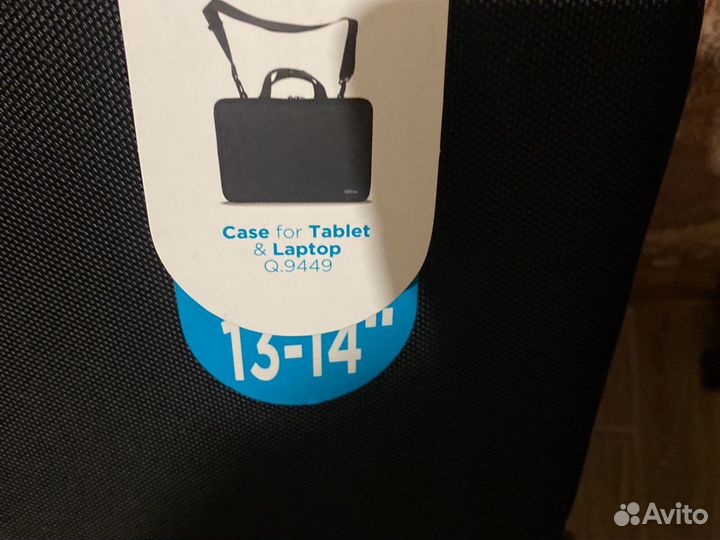 Case for Tablet
& Laptop
Q.9449
13-14"
Avito